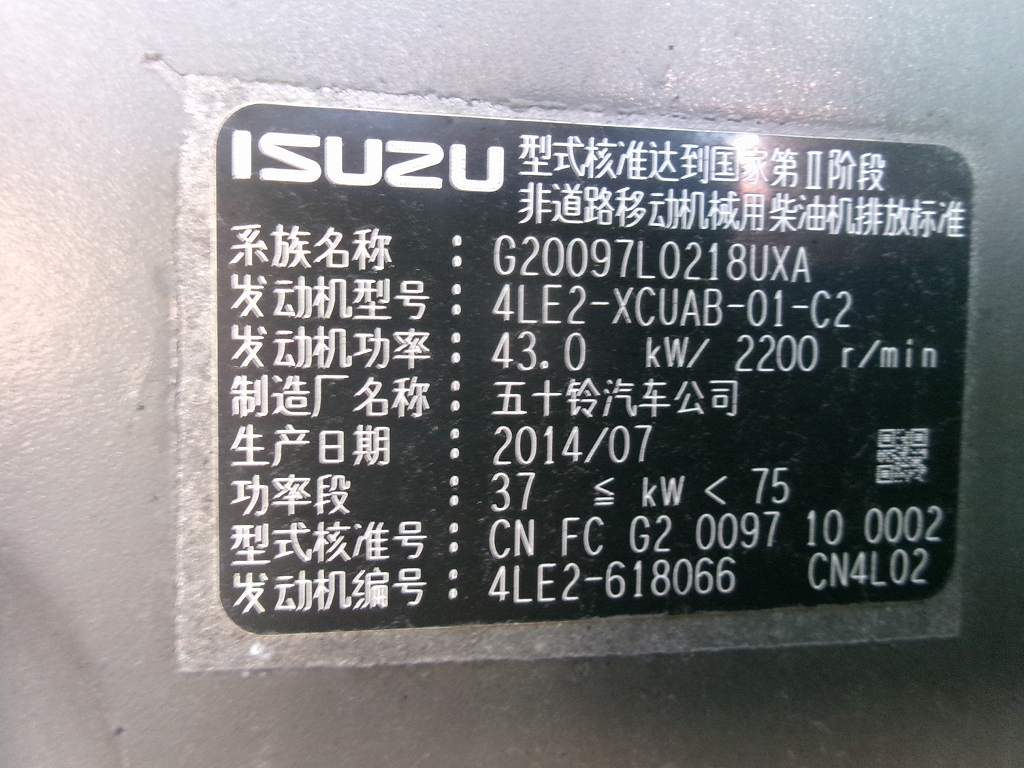 ISUZU
型式核准达到国家第Ⅱ阶段
非道路移动机械用柴油机排放标准
系族名称 : G20097L0218UXA
发动机型号 : 4LE2-XCUAB-01-C2
发动机功率 : 43.0 kW/ 2200 r/min
制造厂名称 : 五十铃汽车公司
生产日期 : 2014/07
功率段 : 37 ≦ kW < 75
型式核准号 : CN FC G2 0097 10 0002
发动机编号 : 4LE2-618066 CN4L02